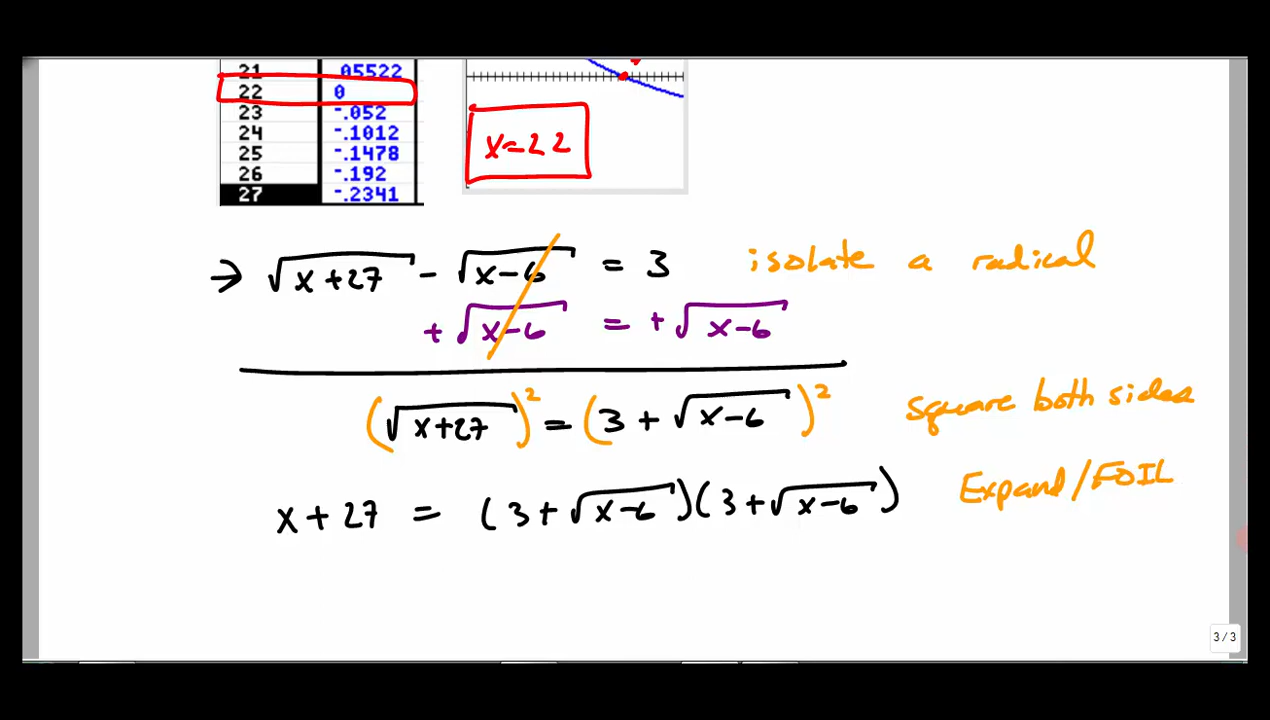 21 .05522
22 0
23 -.052
24 -.1012
25 -.1478
26 -.192
27 -.2341
x=22
→ √x+27 - √x-6 = 3 isolate a radical
+ √x-6 = + √x-6
(√x+27)² = (3 + √x-6)² square both sides
x + 27 = (3+√x-6)(3+√x-6) Expand/FOIL
3/3